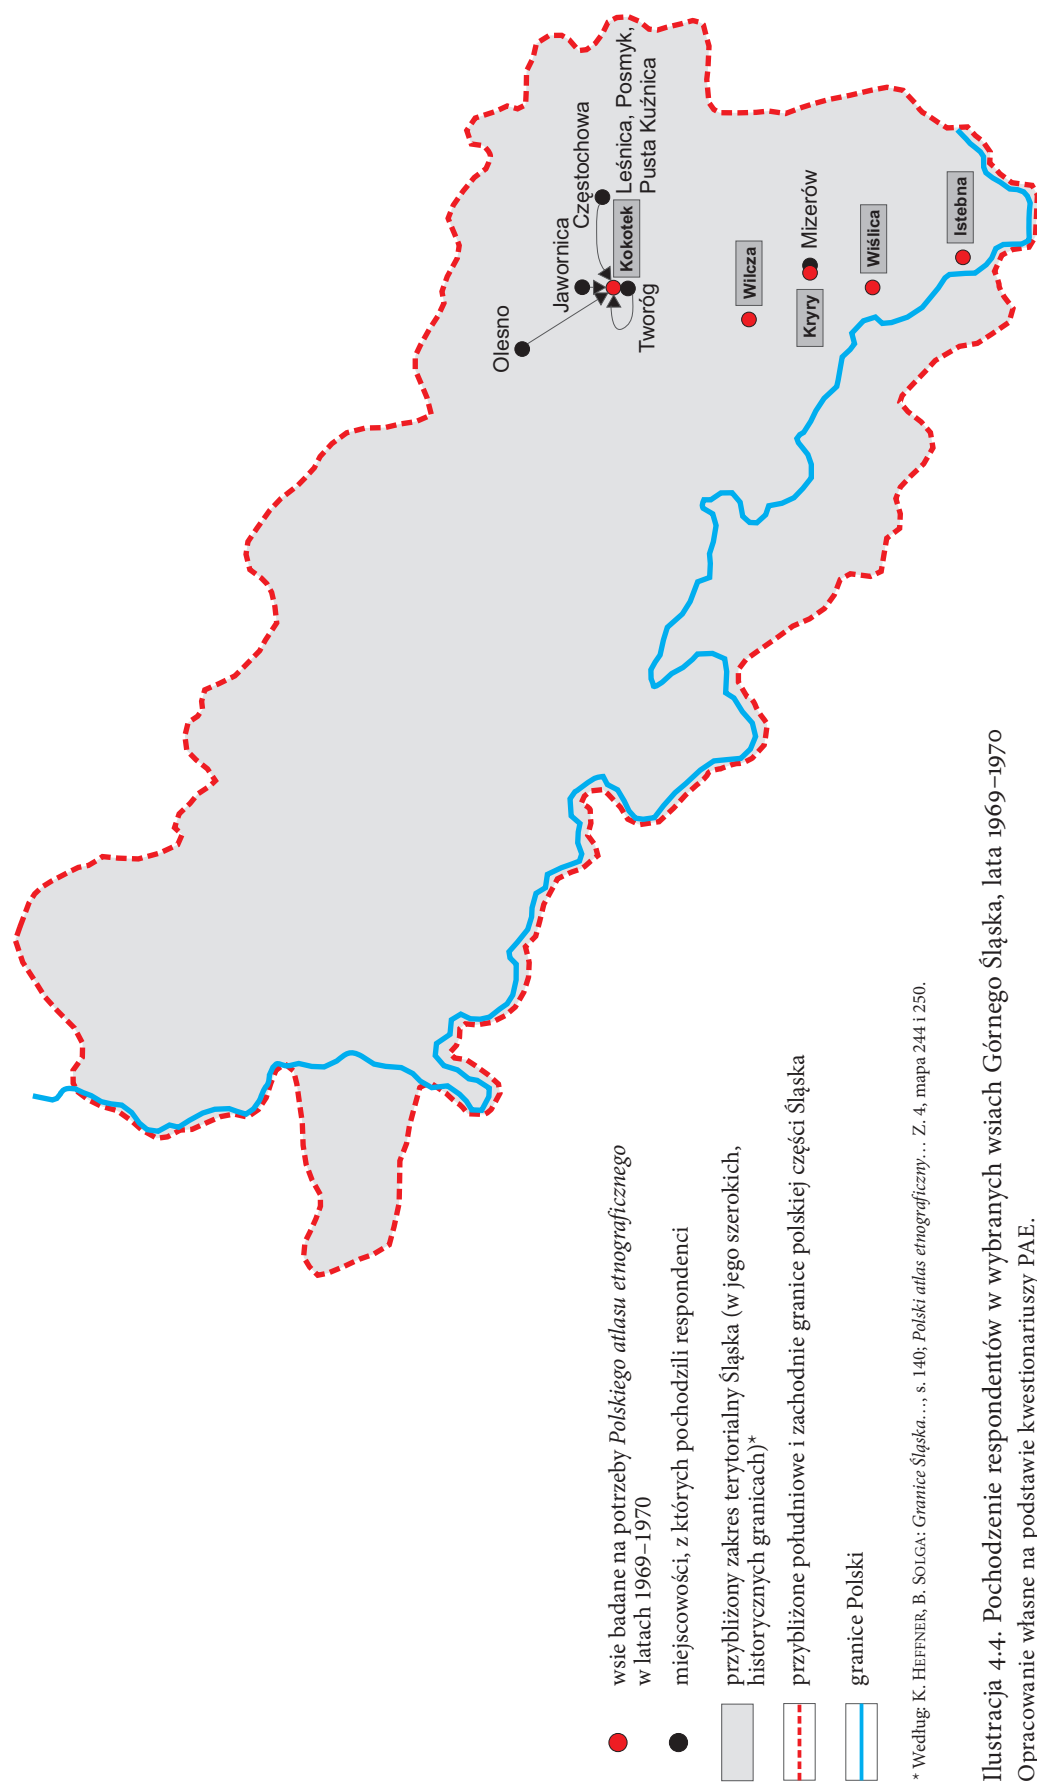 Olesno
Jawornica
Częstochowa
Kokotek
Leśnica, Posmyk,
Pusta Kuźnica
Tworóg
Wilcza
Kryry
Mizerów
Wiślica
Istebna
wsie badane na potrzeby Polskiego atlasu etnograficznego
w latach 1969–1970
miejscowości, z których pochodzili respondenci
przybliżony zakres terytorialny Śląska (w jego szerokich,
historycznych granicach)*
przybliżone południowe i zachodnie granice polskiej części Śląska
granice Polski
* Według: K. Heffner, B. Solga: Granice Śląska…, s. 140; Polski atlas etnograficzny… Z. 4, mapa 244 i 250.
Ilustracja 4.4. Pochodzenie respondentów w wybranych wsiach Górnego Śląska, lata 1969–1970
Opracowanie własne na podstawie kwestionariuszy PAE.